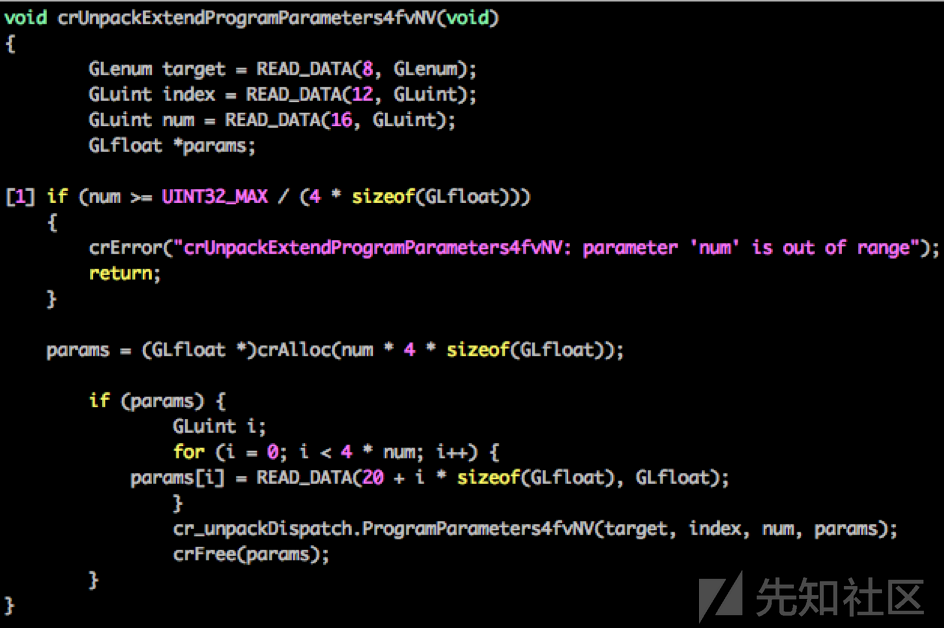 void crUnpackExtendProgramParameters4fvNV(void)
{
        GLenum target = READ_DATA(8, GLenum);
        GLuint index = READ_DATA(12, GLuint);
        GLuint num = READ_DATA(16, GLuint);
        GLfloat *params;

[1] if (num >= UINT32_MAX / (4 * sizeof(GLfloat)))
    {
        crError("crUnpackExtendProgramParameters4fvNV: parameter 'num' is out of range");
        return;
    }

    params = (GLfloat *)crAlloc(num * 4 * sizeof(GLfloat));

        if (params) {
                GLuint i;
                for (i = 0; i < 4 * num; i++) {
            params[i] = READ_DATA(20 + i * sizeof(GLfloat), GLfloat);
                }
                cr_unpackDispatch.ProgramParameters4fvNV(target, index, num, params);
                crFree(params);
        }
}
先知社区